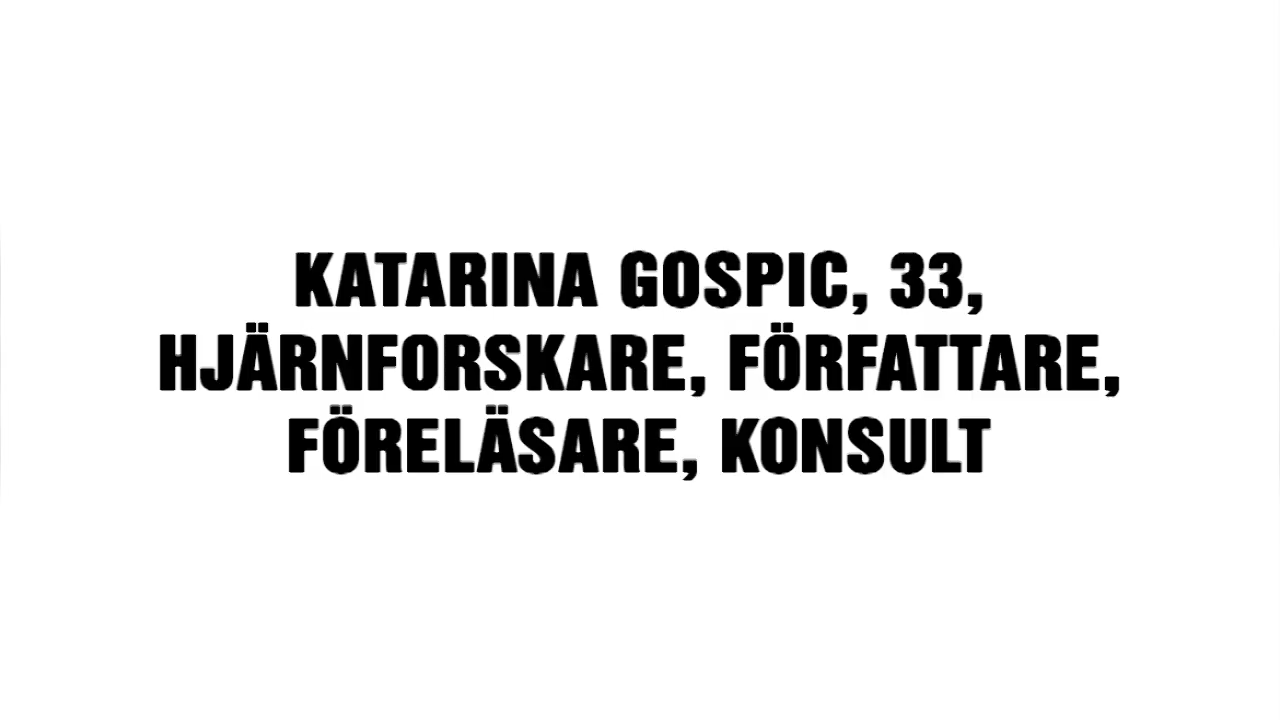 KATARINA GOSPIC, 33,
HJÄRNFORSKARE, FÖRFATTARE,
FÖRELÄSARE, KONSULT